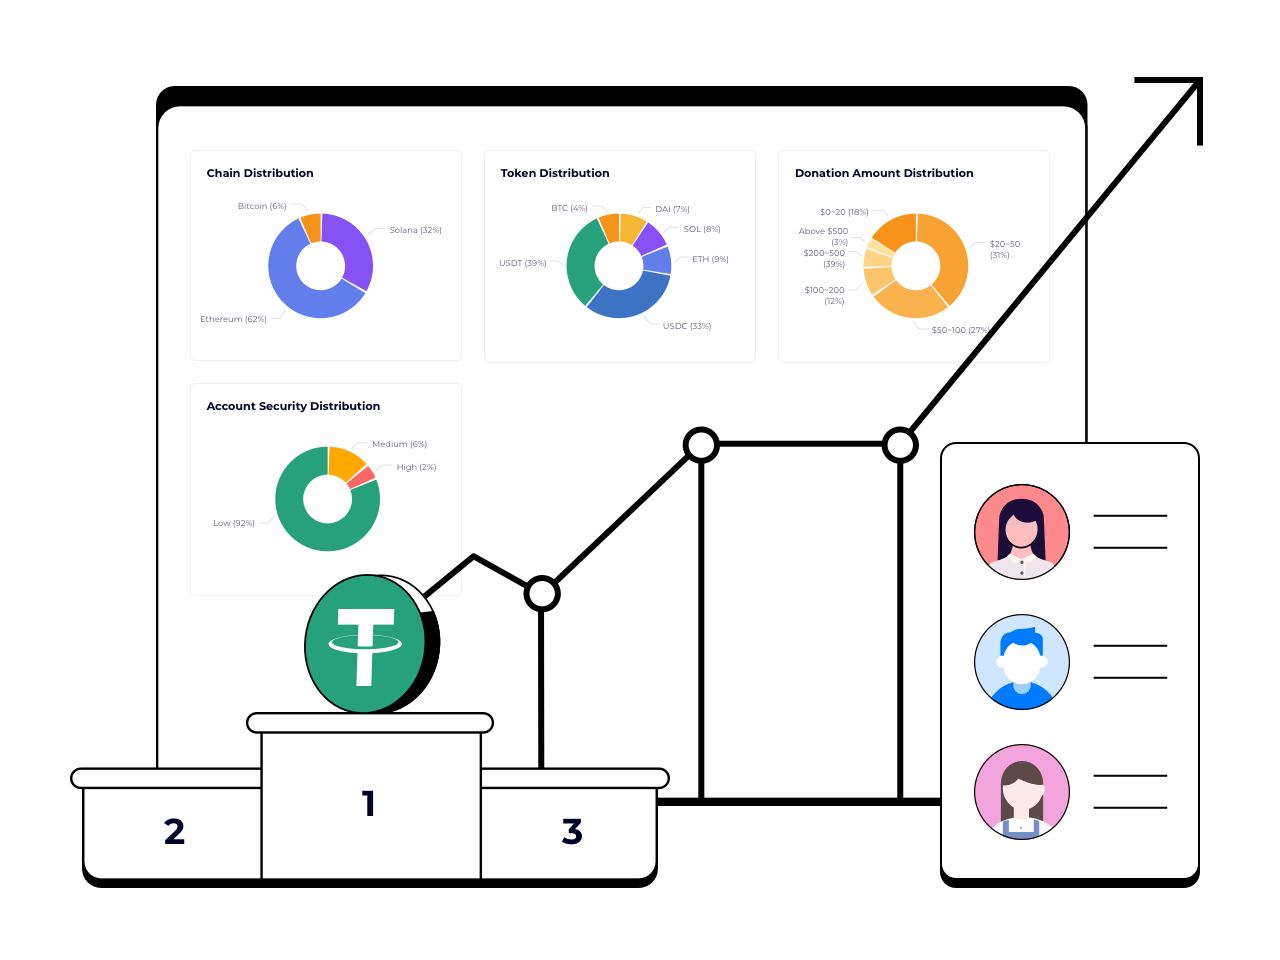 Chain Distribution
Bitcoin (6%)
Solana (32%)
Ethereum (62%)
Token Distribution
BTC (4%)
DAI (7%)
SOL (8%)
USDT (39%)
ETH (9%)
USDC (33%)
Donation Amount Distribution
$0~20 (18%)
Above $500
(3%)
$200~500
(39%)
$20~50
(31%)
$100~200
(12%)
$50~100 (27%)
Account Security Distribution
Medium (6%)
High (2%)
Low (92%)
1
2
3